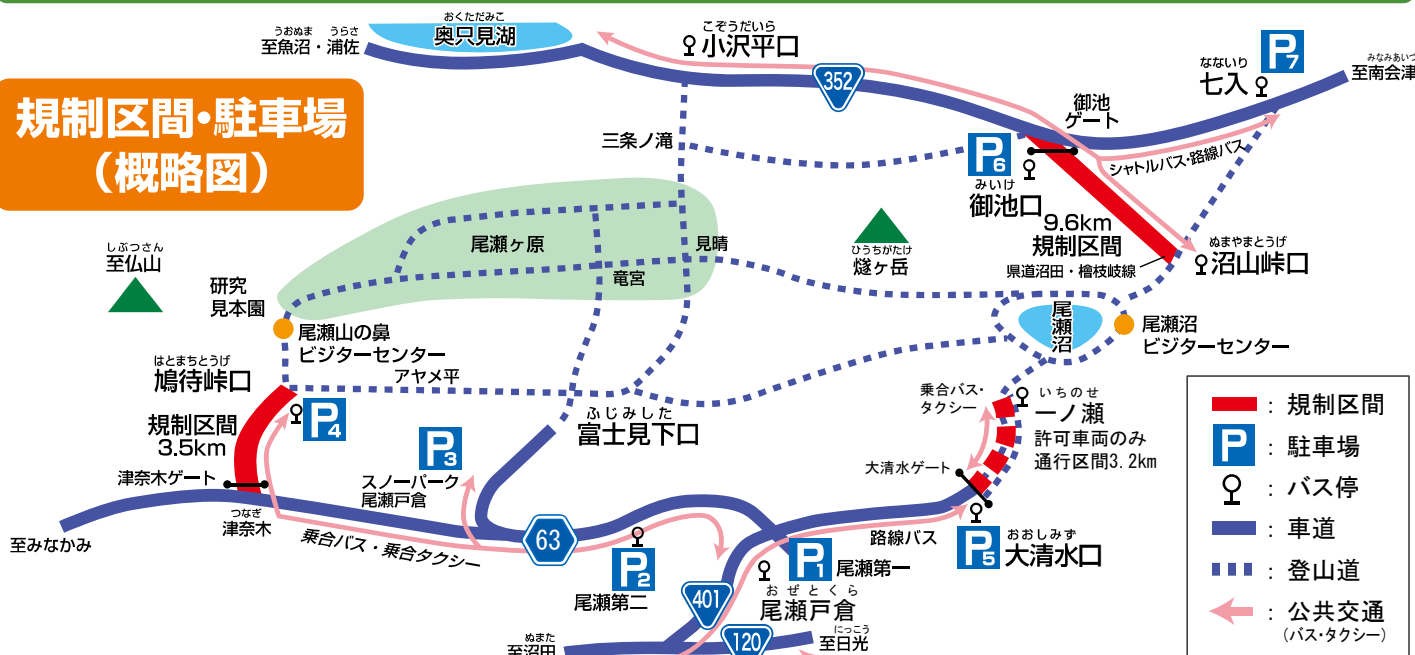 おくただみこ
奥只見湖
うおぬま うらさ
至魚沼・浦佐
こぞうだいら
小沢平口
352
なないり
七入
P7
みなみあいづ
至南会津
規制区間・駐車場
(概略図)
御池
ゲート
シャトルバス・路線バス
三条ノ滝
P6
みいけ
御池口
9.6km
規制区間
県道沼田・檜枝岐線
ぬまやまとうげ
沼山峠口
しぶつさん
至仏山
尾瀬ヶ原
見晴
竜宮
ひうちがたけ
燧ヶ岳
研究
見本園
尾瀬山の鼻
ビジターセンター
尾瀬沼
尾瀬沼
ビジターセンター
はとまちとうげ
鳩待峠口
アヤメ平
規制区間
3.5km
P4
ふじみした
富士見下口
乗合バス・
タクシー
いちのせ
一ノ瀬
許可車両のみ
通行区間3.2km
P3
スノーパーク
尾瀬戸倉
津奈木ゲート
つなぎ
津奈木
至みなかみ
乗合バス・乗合タクシー
63
P2
尾瀬第二
大清水ゲート
路線バス
P5
おおしみず
大清水口
P1
尾瀬第一
おぜとくら
尾瀬戸倉
401
120
ぬまた
至沼田
にっこう
至日光
:規制区間
P:駐車場
:バス停
:車道
:登山道
:公共交通
(バス・タクシー)